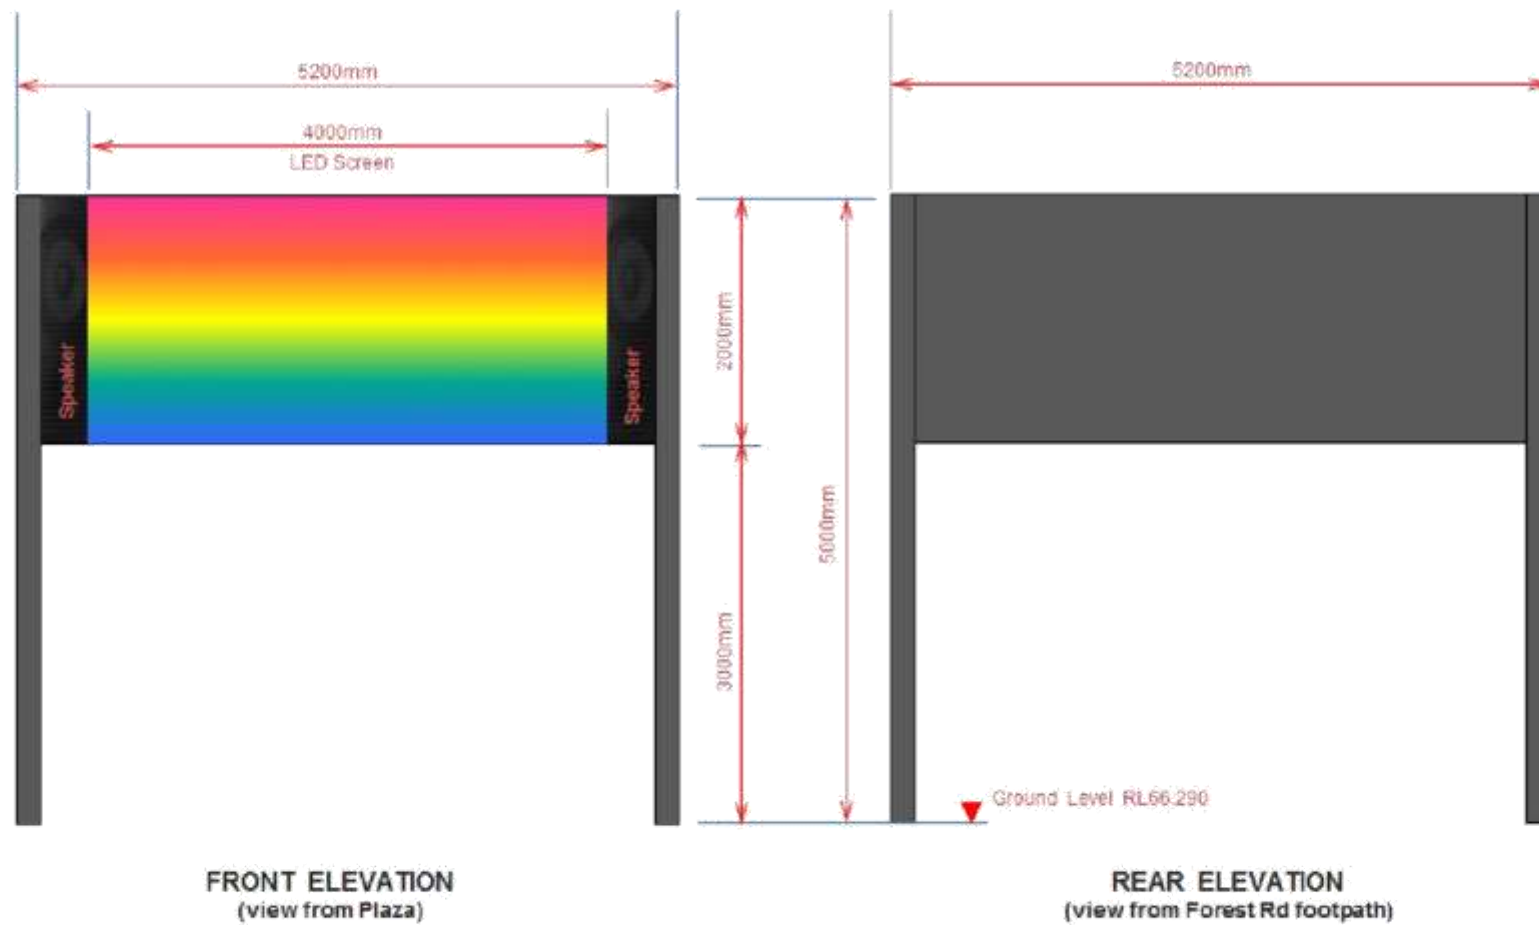 5200mm
4000mm
LED Screen
Speaker
Speaker
2000mm
3000mm
5000mm
5200mm
Ground Level RL66.290
FRONT ELEVATION
(view from Plaza)
REAR ELEVATION
(view from Forest Rd footpath)